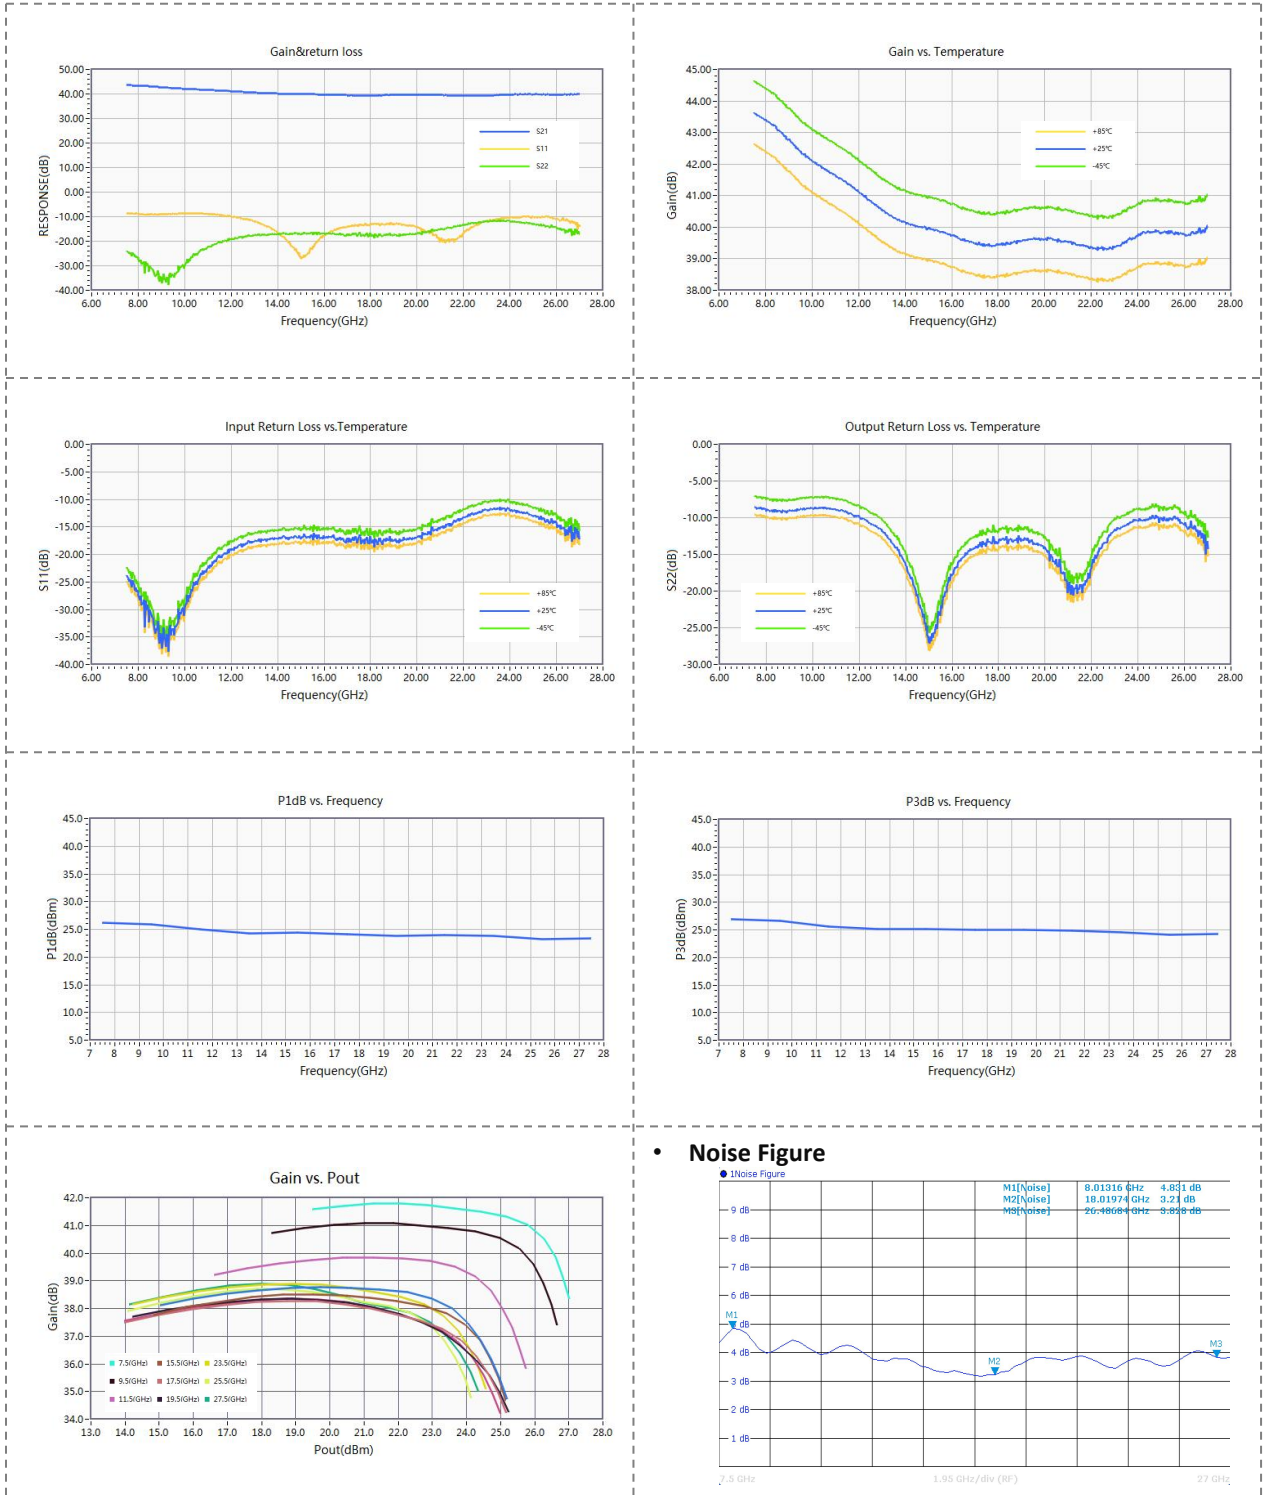 Gain&return loss
50.00
40.00
30.00
20.00
10.00
0.00
-10.00
-20.00
-30.00
-40.00
RESPONSE(dB)
S21
S11
S22
6.00 8.00 10.00 12.00 14.00 16.00 18.00 20.00 22.00 24.00 26.00 28.00
Frequency(GHz)
Gain vs. Temperature
45.00
44.00
43.00
42.00
41.00
40.00
39.00
38.00
Gain(dB)
+85℃
+25℃
-45℃
6.00 8.00 10.00 12.00 14.00 16.00 18.00 20.00 22.00 24.00 26.00 28.00
Frequency(GHz)
Input Return Loss vs.Temperature
0.00
-5.00
-10.00
-15.00
-20.00
-25.00
-30.00
-35.00
-40.00
S11(dB)
+85℃
+25℃
-45℃
6.00 8.00 10.00 12.00 14.00 16.00 18.00 20.00 22.00 24.00 26.00 28.00
Frequency(GHz)
Output Return Loss vs. Temperature
0.00
-5.00
-10.00
-15.00
-20.00
-25.00
-30.00
S22(dB)
+85℃
+25℃
-45℃
6.00 8.00 10.00 12.00 14.00 16.00 18.00 20.00 22.00 24.00 26.00 28.00
Frequency(GHz)
P1dB vs. Frequency
45.0
40.0
35.0
30.0
25.0
20.0
15.0
10.0
5.0
P1dB(dBm)
7 8 9 10 11 12 13 14 15 16 17 18 19 20 21 22 23 24 25 26 27 28
Frequency(GHz)
P3dB vs. Frequency
45.0
40.0
35.0
30.0
25.0
20.0
15.0
10.0
5.0
P3dB(dBm)
7 8 9 10 11 12 13 14 15 16 17 18 19 20 21 22 23 24 25 26 27 28
Frequency(GHz)
Gain vs. Pout
42.0
41.0
40.0
39.0
38.0
37.0
36.0
35.0
34.0
Gain(dB)
7.5(GHz) 15.5(GHz) 23.5(GHz)
9.5(GHz) 17.5(GHz) 25.5(GHz)
11.5(GHz) 19.5(GHz) 27.5(GHz)
13.0 14.0 15.0 16.0 17.0 18.0 19.0 20.0 21.0 22.0 23.0 24.0 25.0 26.0 27.0 28.0
Pout(dBm)
• Noise Figure
1Noise Figure
M1[Noise] 8.01316 GHz 4.831 dB
M2[Noise] 18.01974 GHz 3.21 dB
M3[Noise] 26.48684 GHz 3.828 dB
9 dB
8 dB
7 dB
6 dB
M1
dB
4 dB
M2
M3
3 dB
2 dB
1 dB
7.5 GHz 1.95 GHz/div (RF) 27 GHz